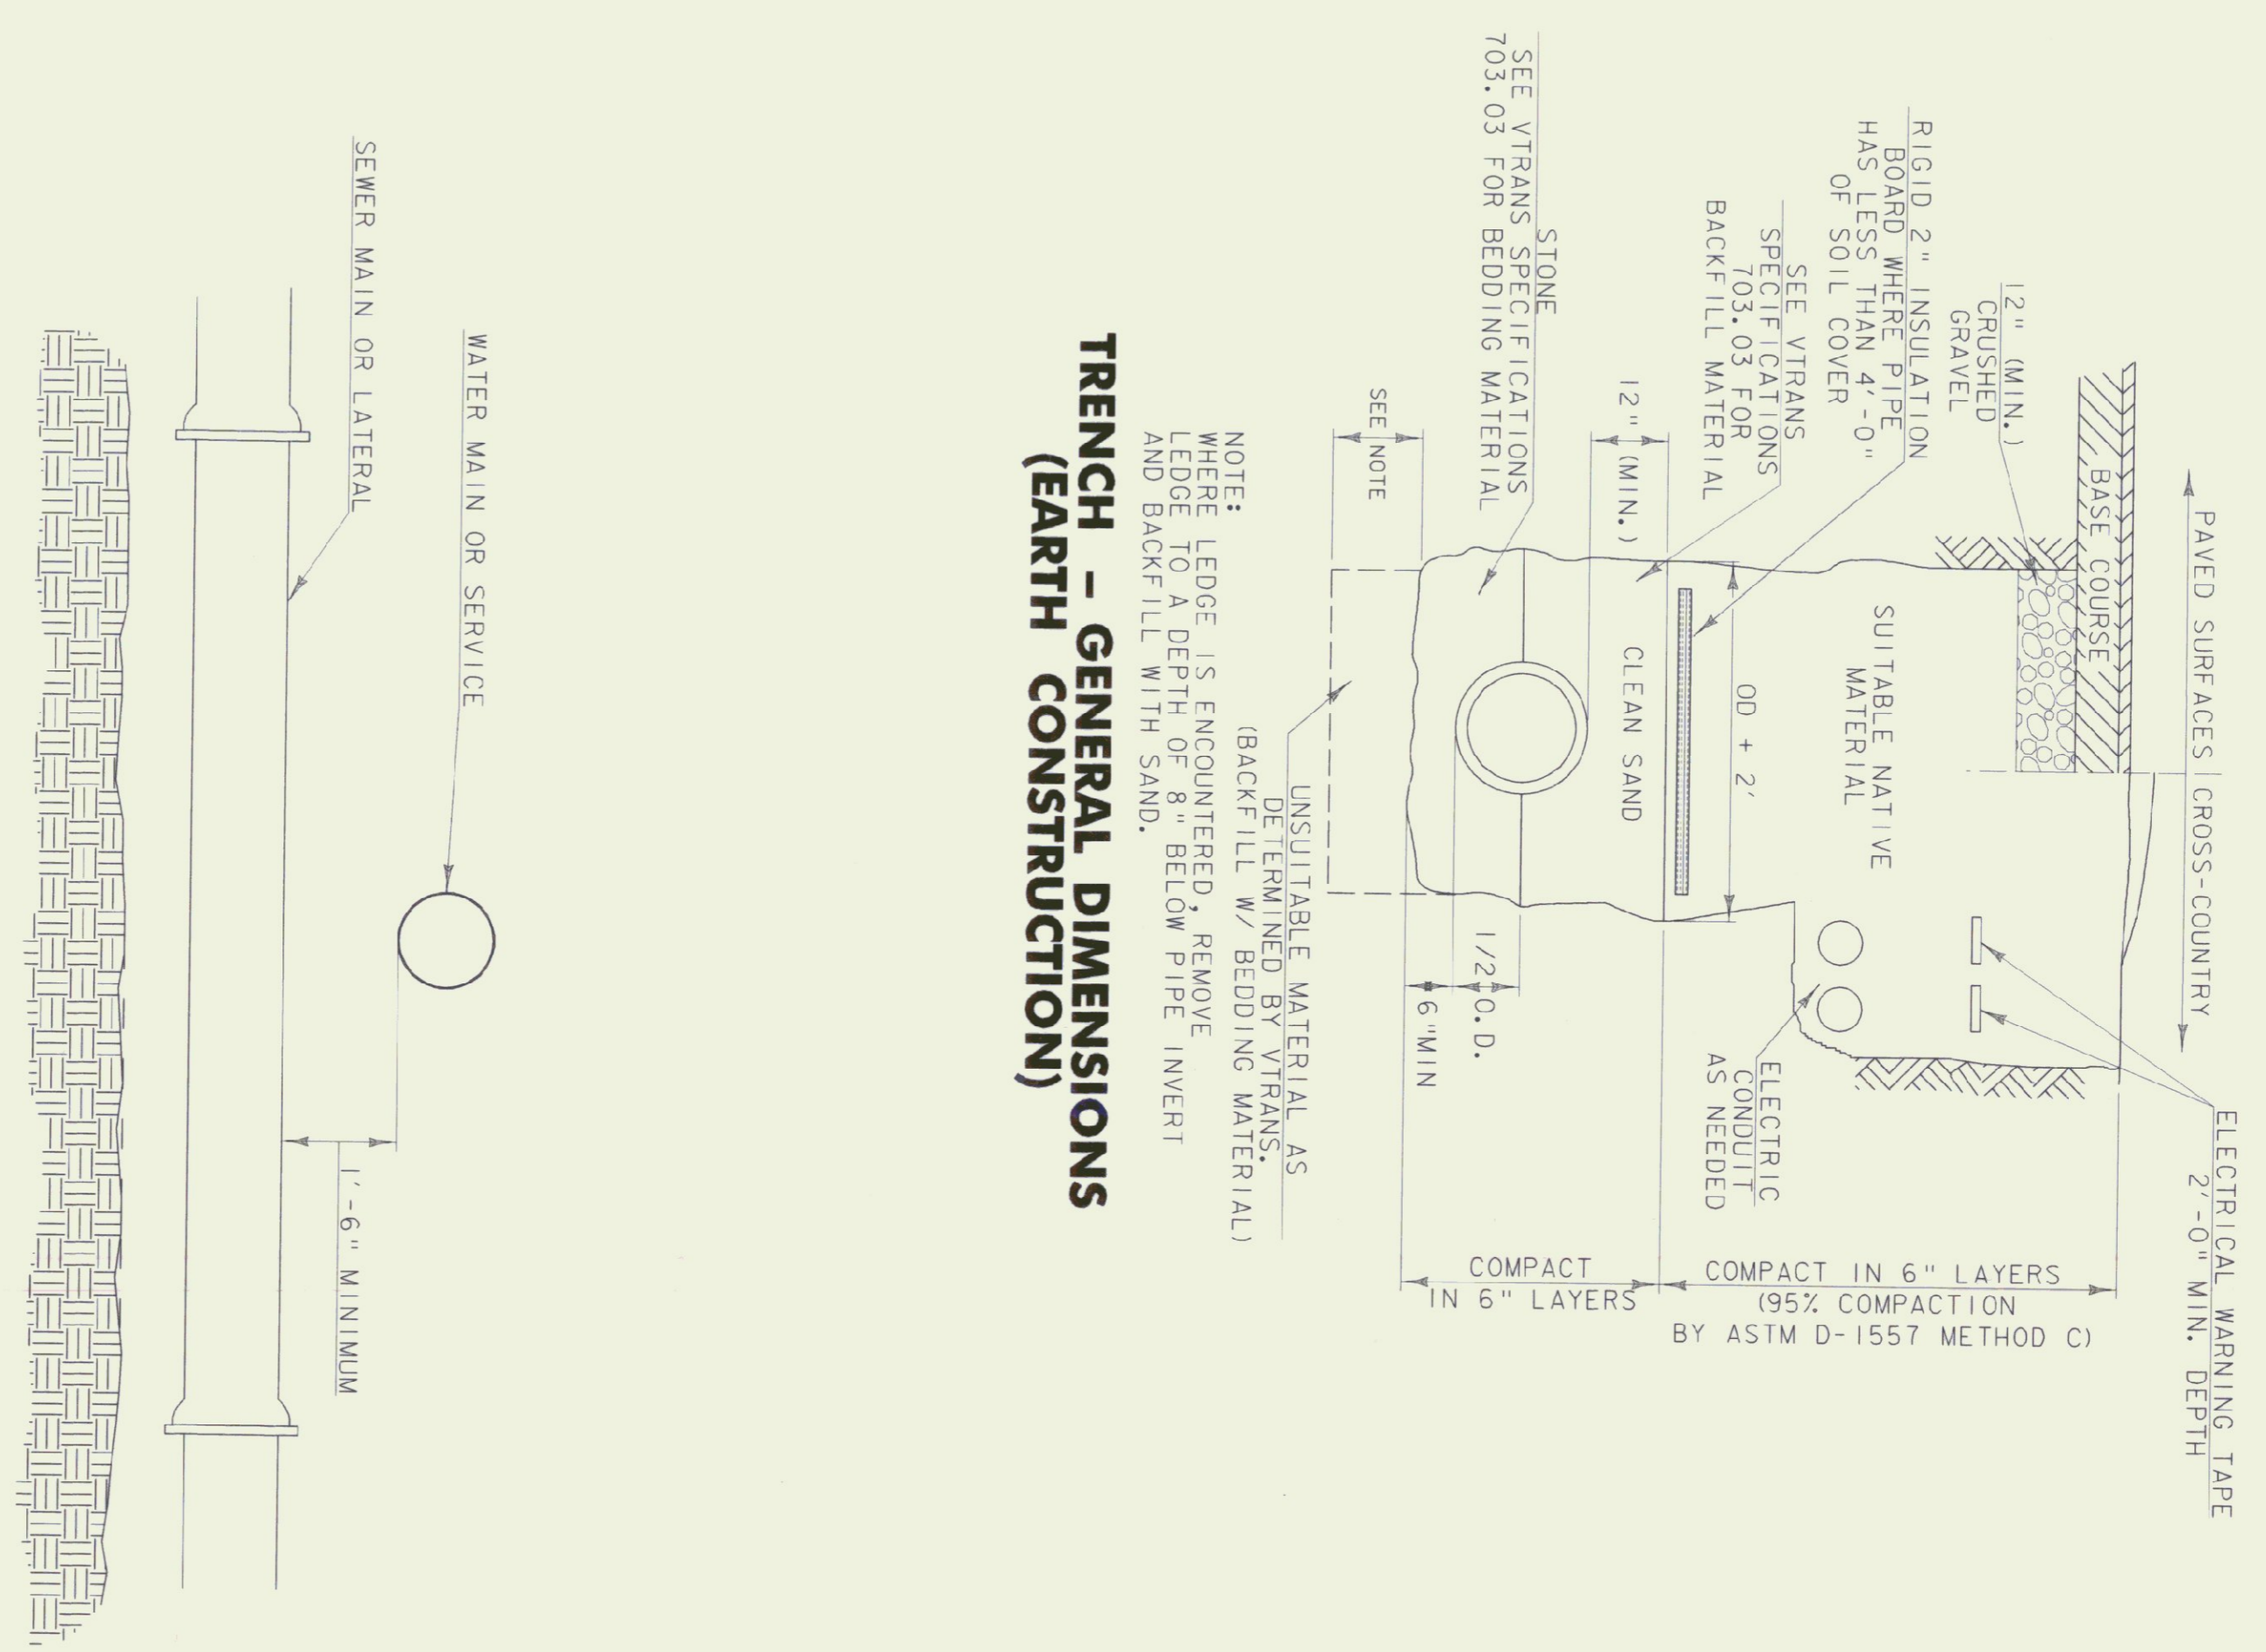 PAVED SURFACES
CROSS-COUNTRY
ELECTRICAL WARNING TAPE
2'-0" MIN. DEPTH
BASE COURSE
12" (MIN.)
CRUSHED
GRAVEL
RIGID 2" INSULATION
BOARD WHERE PIPE
HAS LESS THAN 4'-0"
OF SOIL COVER
SUITABLE NATIVE
MATERIAL
SEE VTRANS
SPECIFICATIONS
703.03 FOR
BACKFILL MATERIAL
OD + 2'
ELECTRIC
CONDUIT
AS NEEDED
COMPACT IN 6" LAYERS
(95% COMPACTION
BY ASTM D-1557 METHOD C)
12" (MIN.)
CLEAN SAND
STONE
SEE VTRANS SPECIFICATIONS
703.03 FOR BEDDING MATERIAL
1/2 O.D.
6"MIN
COMPACT
IN 6" LAYERS
SEE NOTE
UNSUITABLE MATERIAL AS
DETERMINED BY VTRANS.
(BACKFILL W/ BEDDING MATERIAL)
NOTE:
WHERE LEDGE IS ENCOUNTERED, REMOVE
LEDGE TO A DEPTH OF 8" BELOW PIPE INVERT
AND BACKFILL WITH SAND.
TRENCH - GENERAL DIMENSIONS
(EARTH CONSTRUCTION)
WATER MAIN OR SERVICE
SEWER MAIN OR LATERAL
1'-6" MINIMUM